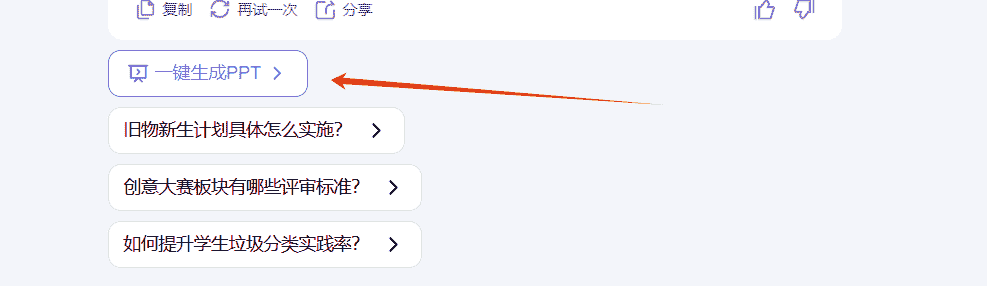 复制 再试一次 分享
一键生成PPT
旧物新生计划具体怎么实施？
创意大赛板块有哪些评审标准？
如何提升学生垃圾分类实践率？